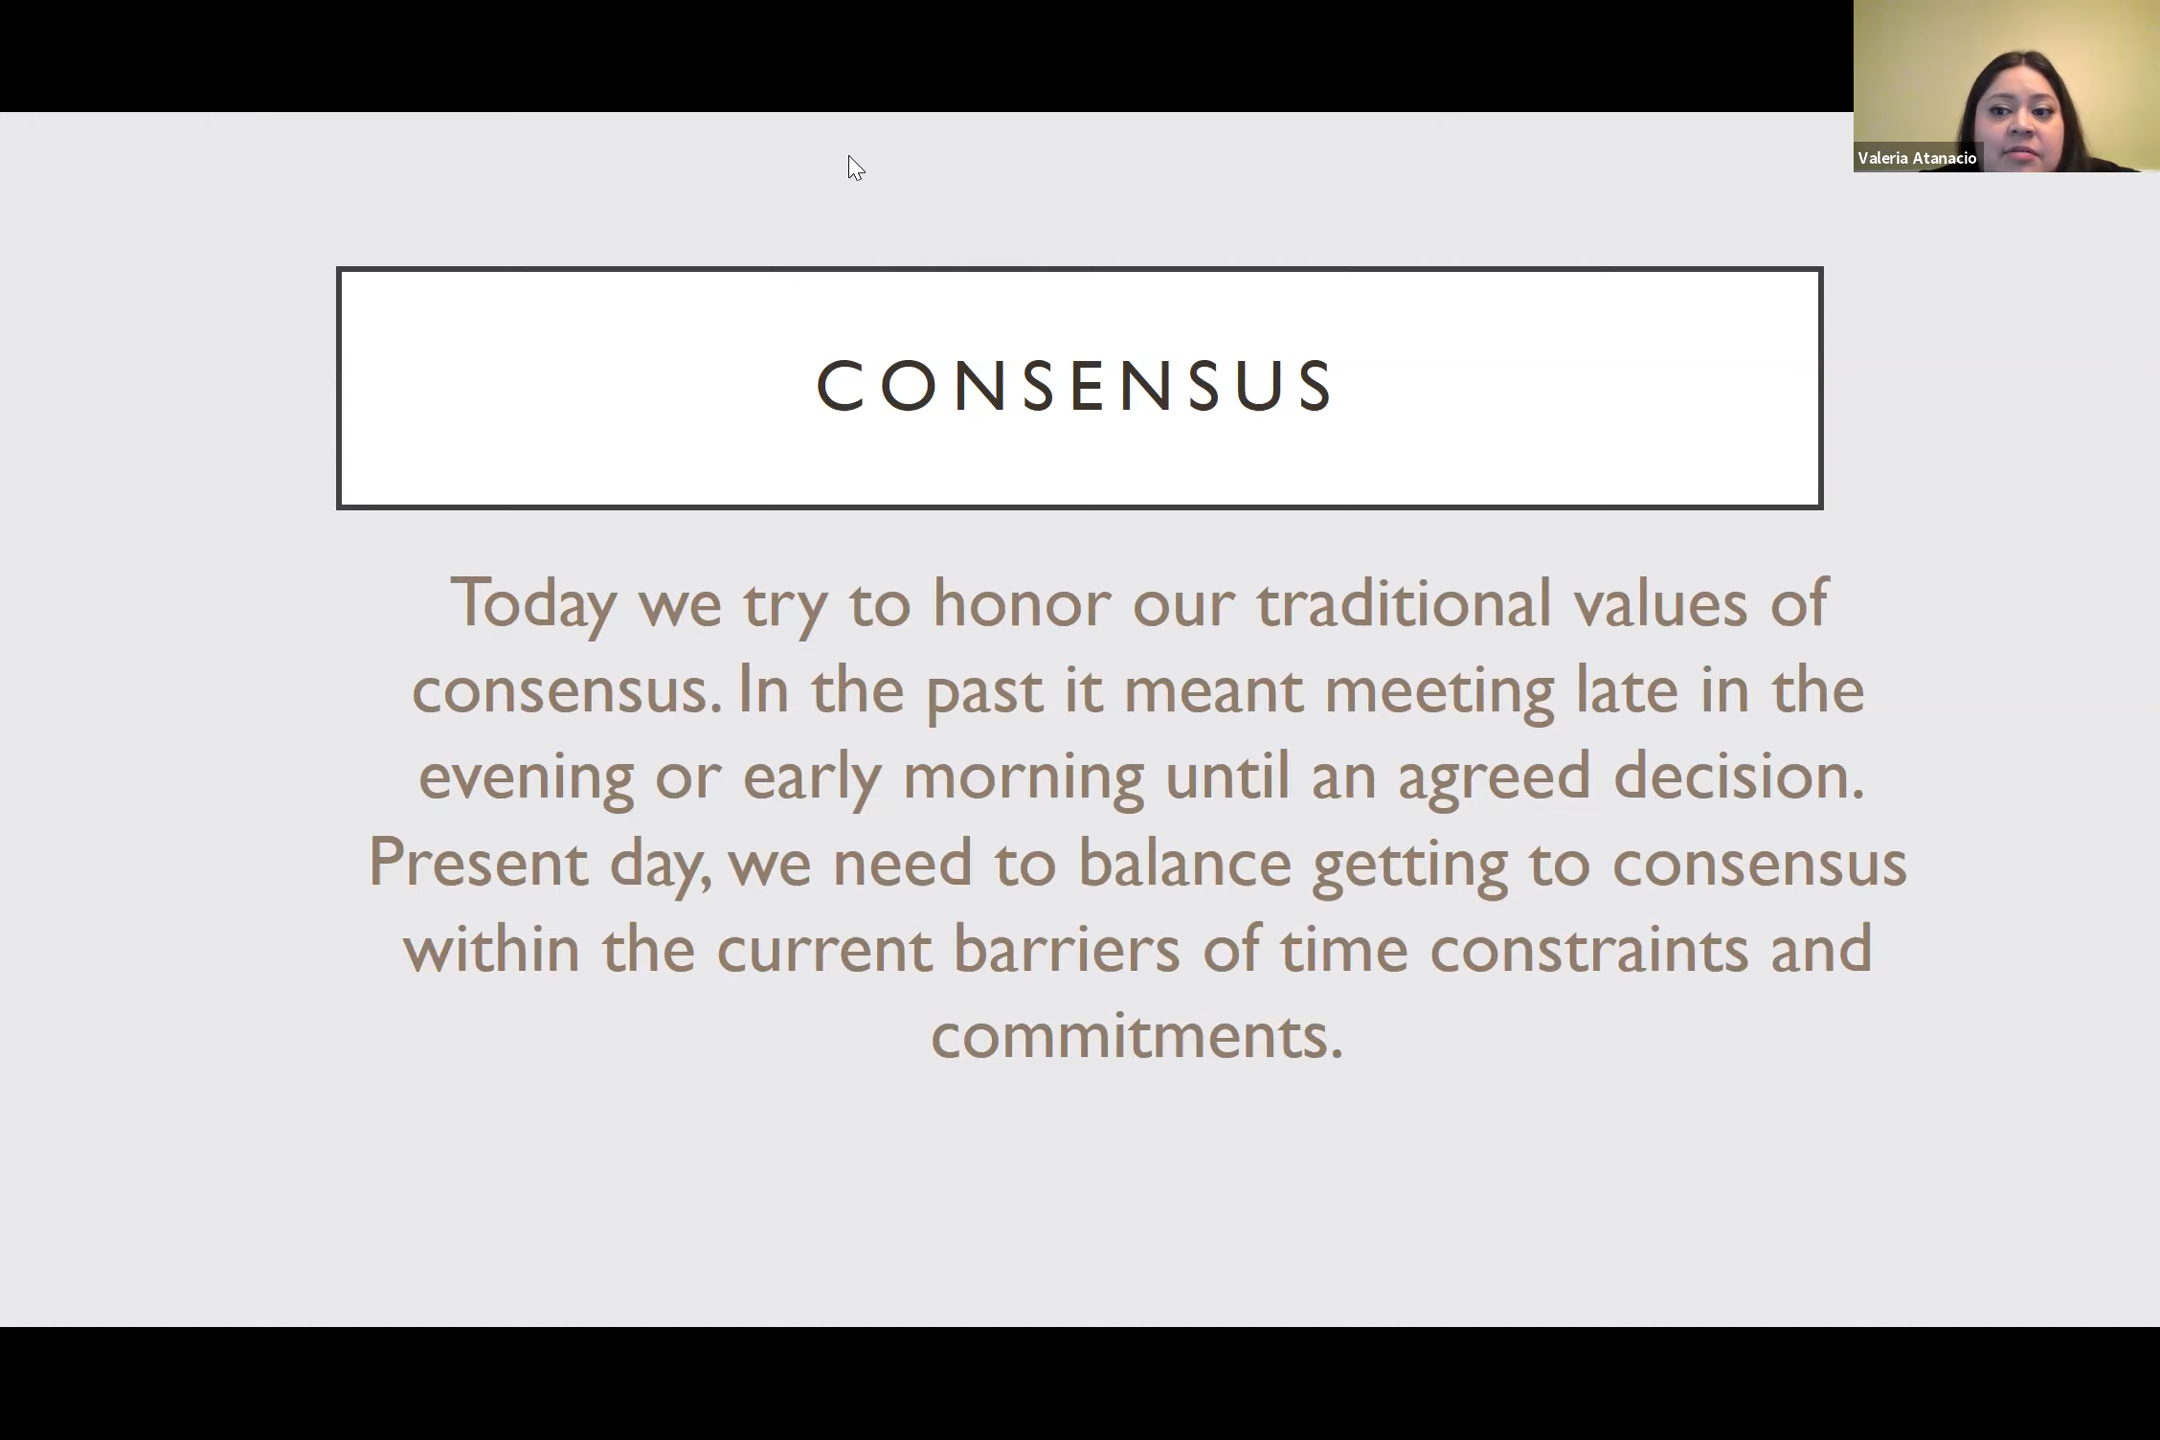 Valeria Atanacio
CONSENSUS
Today we try to honor our traditional values of
consensus. In the past it meant meeting late in the
evening or early morning until an agreed decision.
Present day, we need to balance getting to consensus
within the current barriers of time constraints and
commitments.